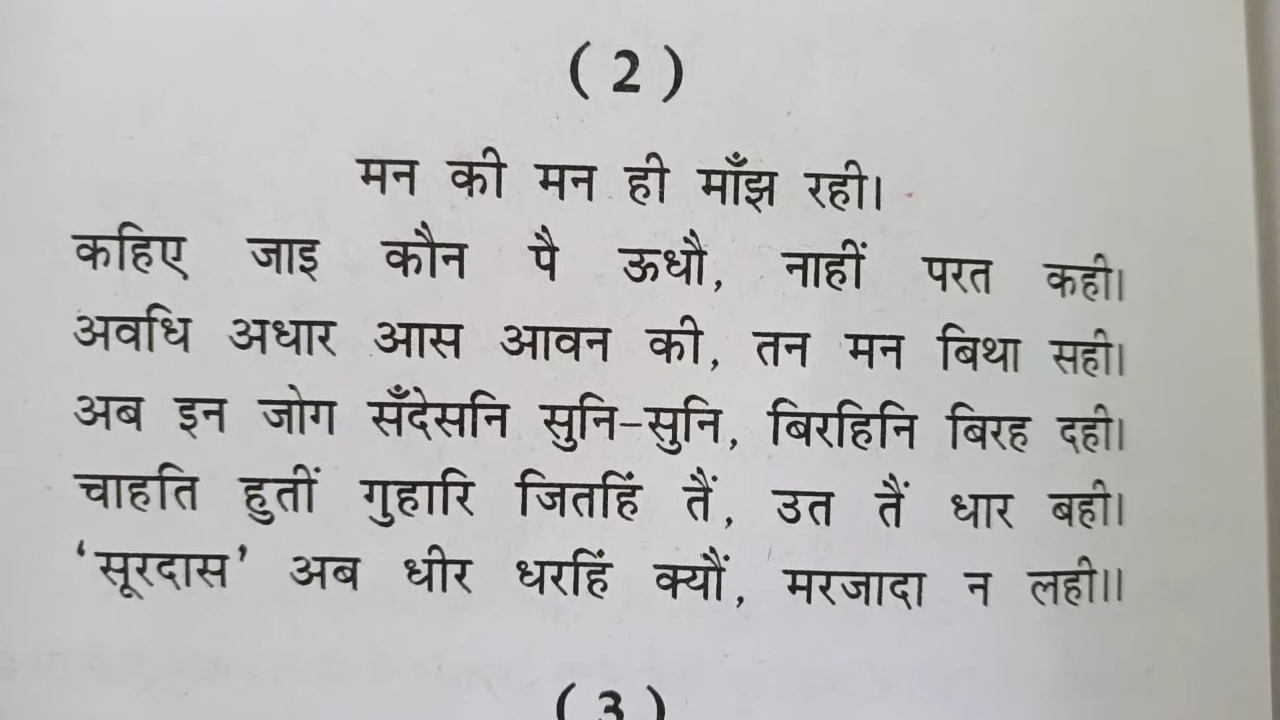 ( 2 )
मन की मन ही माँझ रही।
कहिए जाइ कौन पै ऊधौ, नाहीं परत कही।
अवधि अधार आस आवन की, तन मन बिथा सही।
अब इन जोग सँदेसनि सुनि-सुनि, बिरहिनि बिरह दही।
चाहति हुतीं गुहारि जितहिं तैं, उत तैं धार बही।
‘सूरदास’ अब धीर धरहिं क्यौं, मरजादा न लही॥
( 3 )